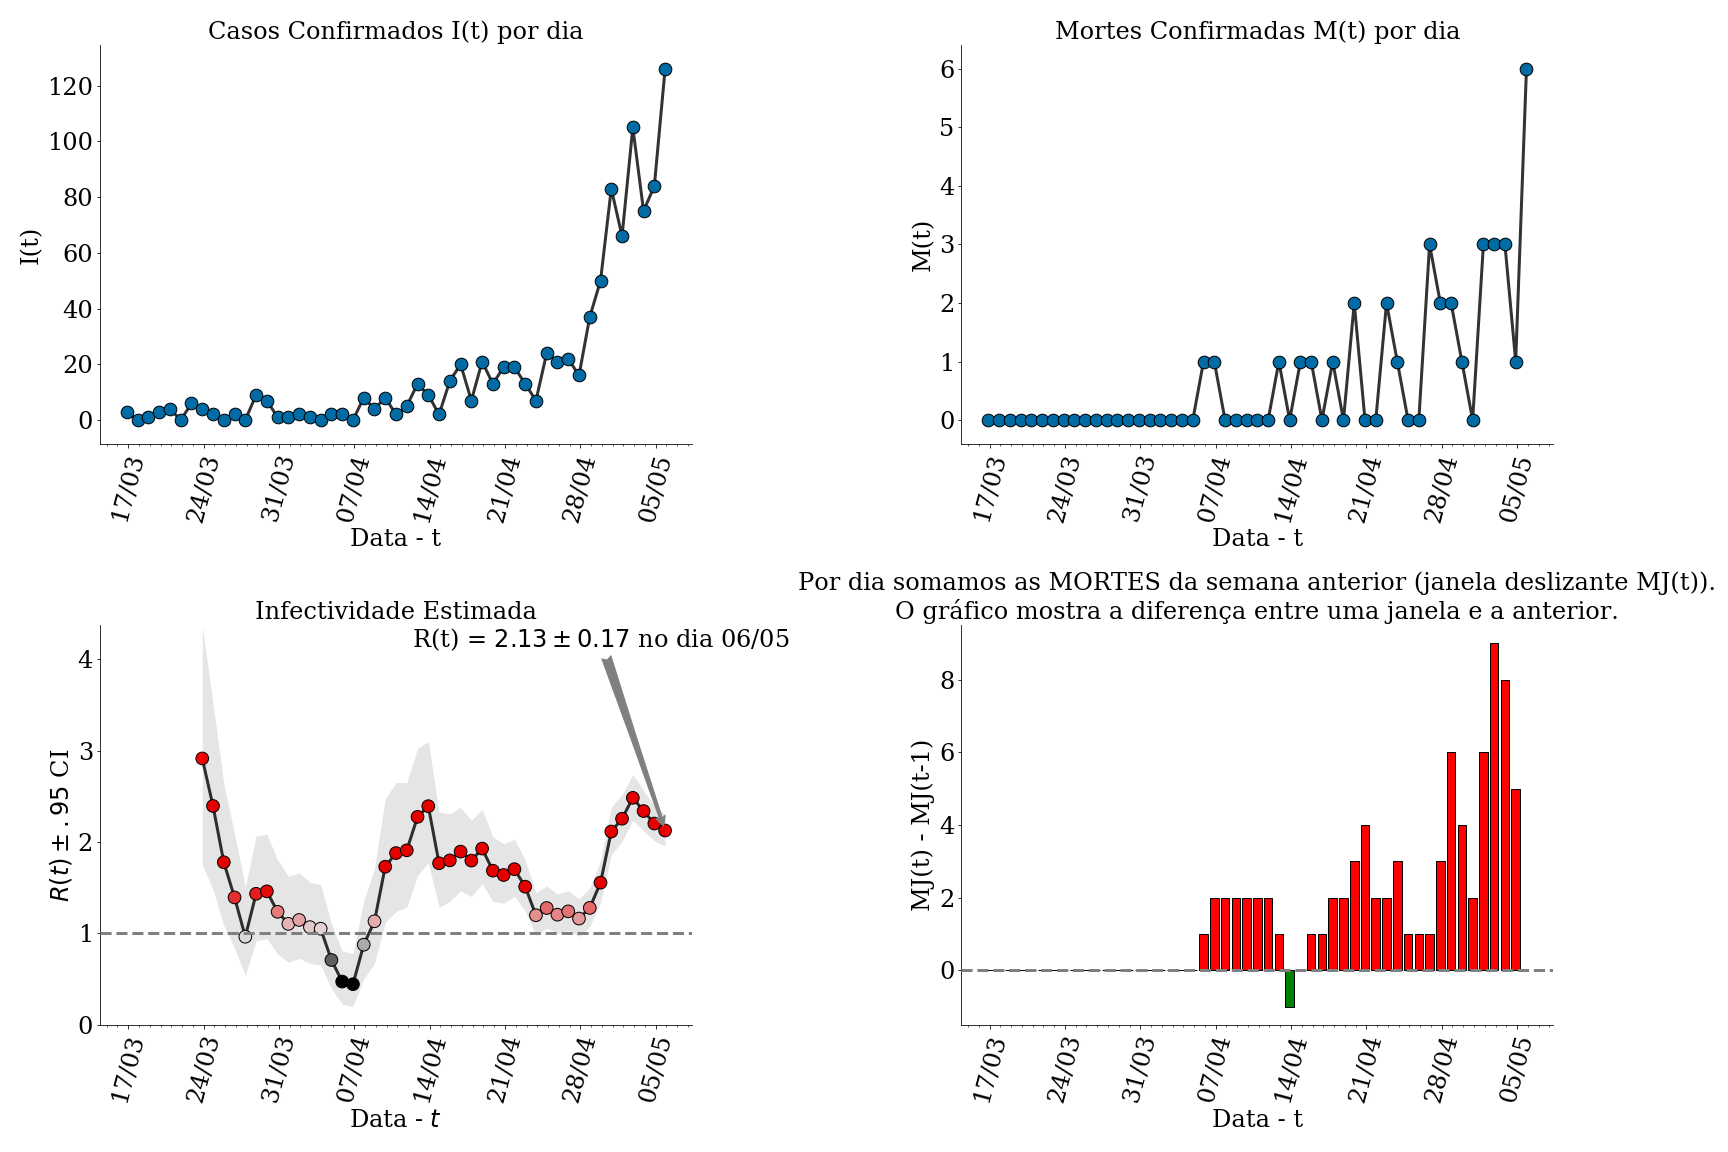 Casos Confirmados I(t) por dia
I(t)
120
100
80
60
40
20
0
17/03 24/03 31/03 07/04 14/04 21/04 28/04 05/05
Data - t
Mortes Confirmadas M(t) por dia
M(t)
6
5
4
3
2
1
0
17/03 24/03 31/03 07/04 14/04 21/04 28/04 05/05
Data - t
Infectividade Estimada
R(t) = 2.13 ± 0.17 no dia 06/05
R(t) ± .95 CI
4
3
2
1
0
17/03 24/03 31/03 07/04 14/04 21/04 28/04 05/05
Data - t
Por dia somamos as MORTES da semana anterior (janela deslizante MJ(t)).
O gráfico mostra a diferença entre uma janela e a anterior.
MJ(t) - MJ(t-1)
8
6
4
2
0
17/03 24/03 31/03 07/04 14/04 21/04 28/04 05/05
Data - t